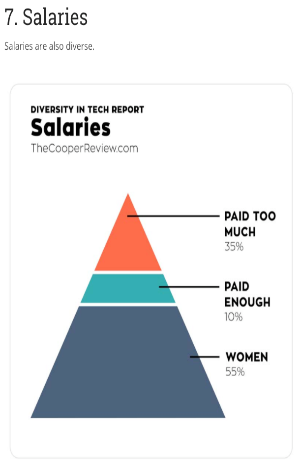 7. Salaries
Salaries are also diverse.
DIVERSITY IN TECH REPORT
Salaries
TheCooperReview.com
PAID TOO
MUCH
35%
PAID
ENOUGH
10%
WOMEN
55%